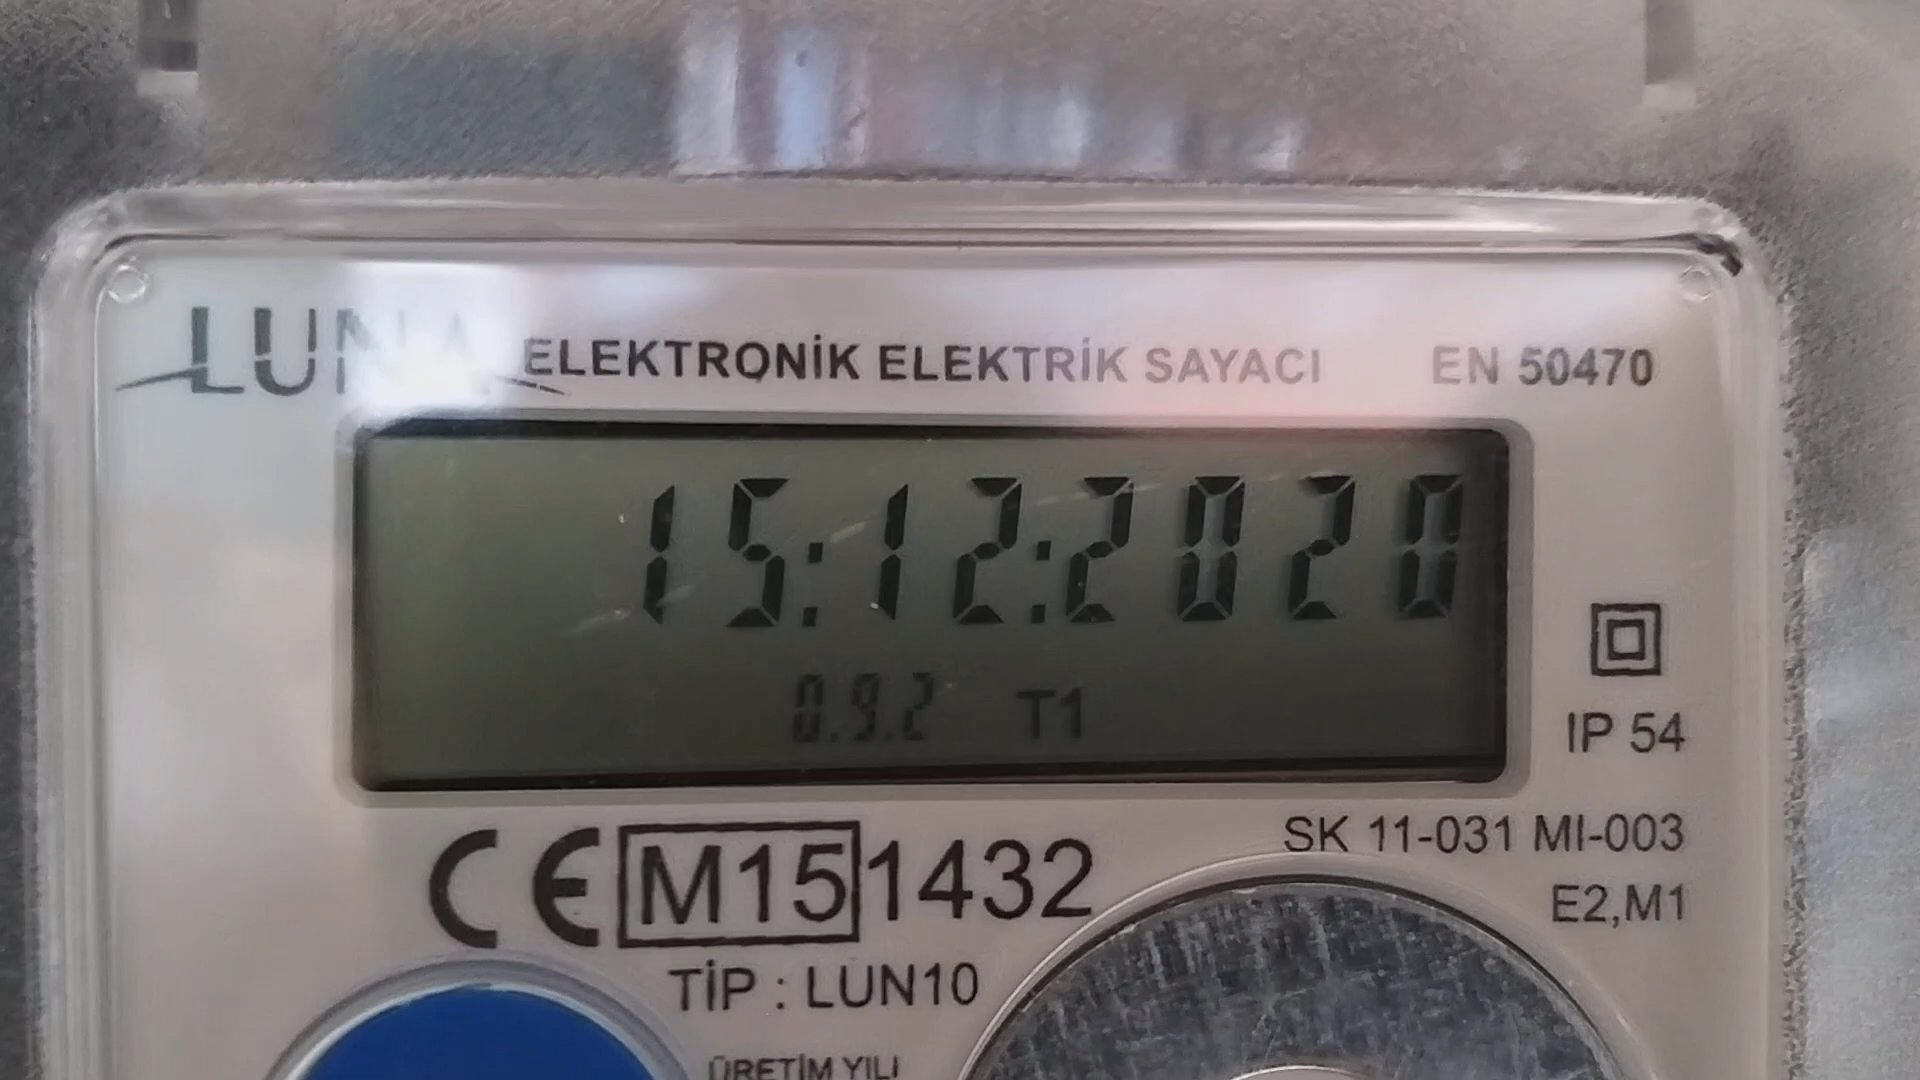 LUNA ELEKTRONİK ELEKTRİK SAYACI EN 50470
15:12:2020
0.9.2 T1
IP 54
SK 11-031 MI-003
CE M15 1432
E2,M1
TİP : LUN10
ÜRETİM YILI